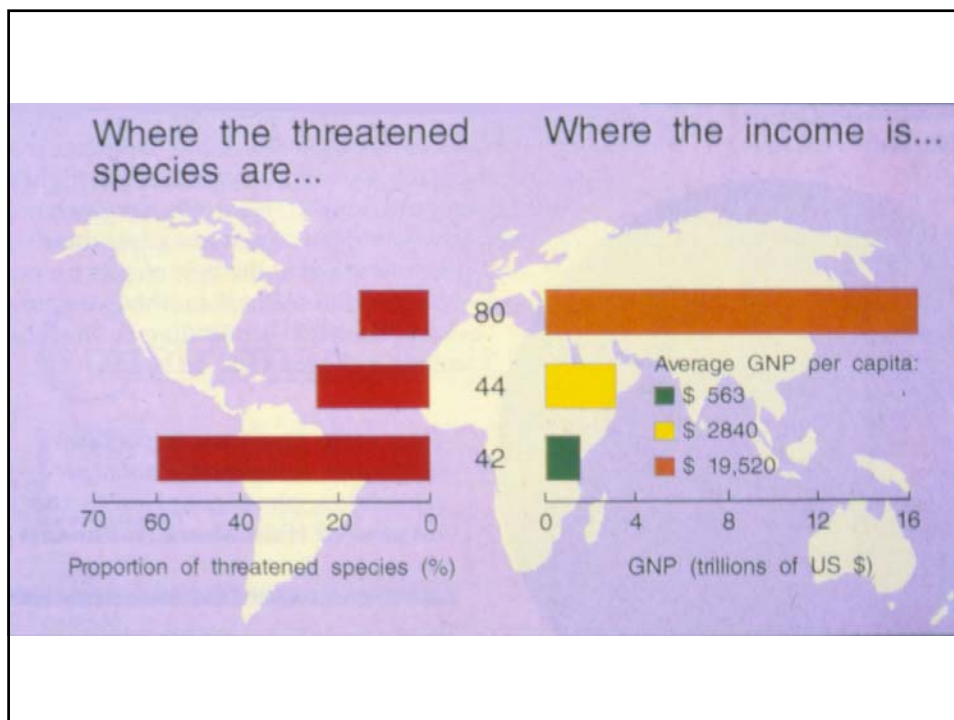 Where the threatened
species are...
Where the income is...
80
44
42
Average GNP per capita:
$ 563
$ 2840
$ 19,520
70 60 40 20 0
Proportion of threatened species (%)
0 4 8 12 16
GNP (trillions of US $)